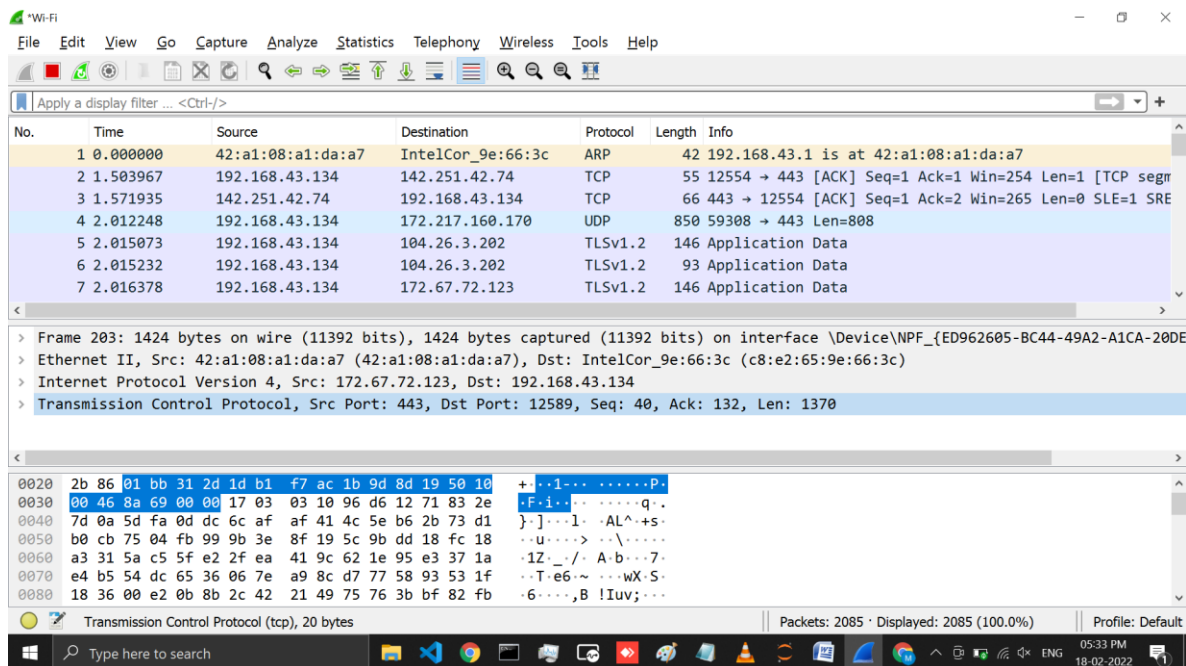 *Wi-Fi
File Edit View Go Capture Analyze Statistics Telephony Wireless Tools Help
Apply a display filter ... <Ctrl-/>
No. Time Source Destination Protocol Length Info
1 0.000000 42:a1:08:a1:da:a7 IntelCor_9e:66:3c ARP 42 192.168.43.1 is at 42:a1:08:a1:da:a7
2 1.503967 192.168.43.134 142.251.42.74 TCP 55 12554 → 443 [ACK] Seq=1 Ack=1 Win=254 Len=1 [TCP segm
3 1.571935 142.251.42.74 192.168.43.134 TCP 66 443 → 12554 [ACK] Seq=1 Ack=2 Win=265 Len=0 SLE=1 SRE
4 2.012248 192.168.43.134 172.217.160.170 UDP 850 59308 → 443 Len=808
5 2.015073 192.168.43.134 104.26.3.202 TLSv1.2 146 Application Data
6 2.015232 192.168.43.134 104.26.3.202 TLSv1.2 93 Application Data
7 2.016378 192.168.43.134 172.67.72.123 TLSv1.2 146 Application Data
Frame 203: 1424 bytes on wire (11392 bits), 1424 bytes captured (11392 bits) on interface \Device\NPF_{ED962605-BC44-49A2-A1CA-20DE
Ethernet II, Src: 42:a1:08:a1:da:a7 (42:a1:08:a1:da:a7), Dst: IntelCor_9e:66:3c (c8:e2:65:9e:66:3c)
Internet Protocol Version 4, Src: 172.67.72.123, Dst: 192.168.43.134
Transmission Control Protocol, Src Port: 443, Dst Port: 12589, Seq: 40, Ack: 132, Len: 1370
0020 2b 86 01 bb 31 2d 1d b1 f7 ac 1b 9d 8d 19 50 10 +···1-·· ······P·
0030 00 46 8a 69 00 00 17 03 03 10 96 d6 12 71 83 2e ·F·i···· ·····q·.
0040 7d 0a 5d fa 0d dc 6c af af 41 4c 5e b6 2b 73 d1 }·]···l· ·AL^·+s·
0050 b0 cb 75 04 fb 99 9b 3e 8f 19 5c 9b dd 18 fc 18 ··u····> ··\·····
0060 a3 31 5a c5 5f e2 2f ea 41 9c 62 1e 95 e3 37 1a ·1Z·_·/· A·b···7·
0070 e4 b5 54 dc 65 36 06 7e a9 8c d7 77 58 93 53 1f ··T·e6·~ ···wX·S·
0080 18 36 00 e2 0b 8b 2c 42 21 49 75 76 3b bf 82 fb ·6····,B !Iuv;···
Transmission Control Protocol (tcp), 20 bytes Packets: 2085 · Displayed: 2085 (100.0%) Profile: Default
Type here to search ENG 05:33 PM
18-02-2022